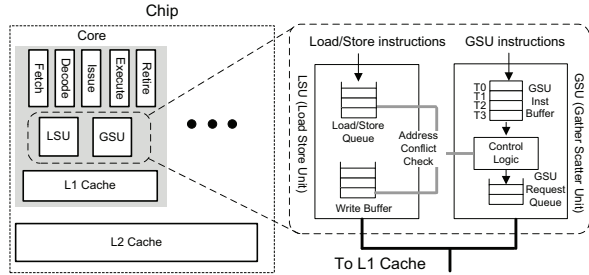 Chip
Core
Fetch
Decode
Issue
Execute
Retire
LSU
GSU
L1 Cache
L2 Cache
Load/Store instructions
GSU instructions
LSU (Load Store Unit)
Load/Store
Queue
Write Buffer
Address
Conflict
Check
T0
T1
T2
T3
GSU
Inst
Buffer
Control
Logic
GSU
Request
Queue
GSU (Gather Scatter Unit)
To L1 Cache